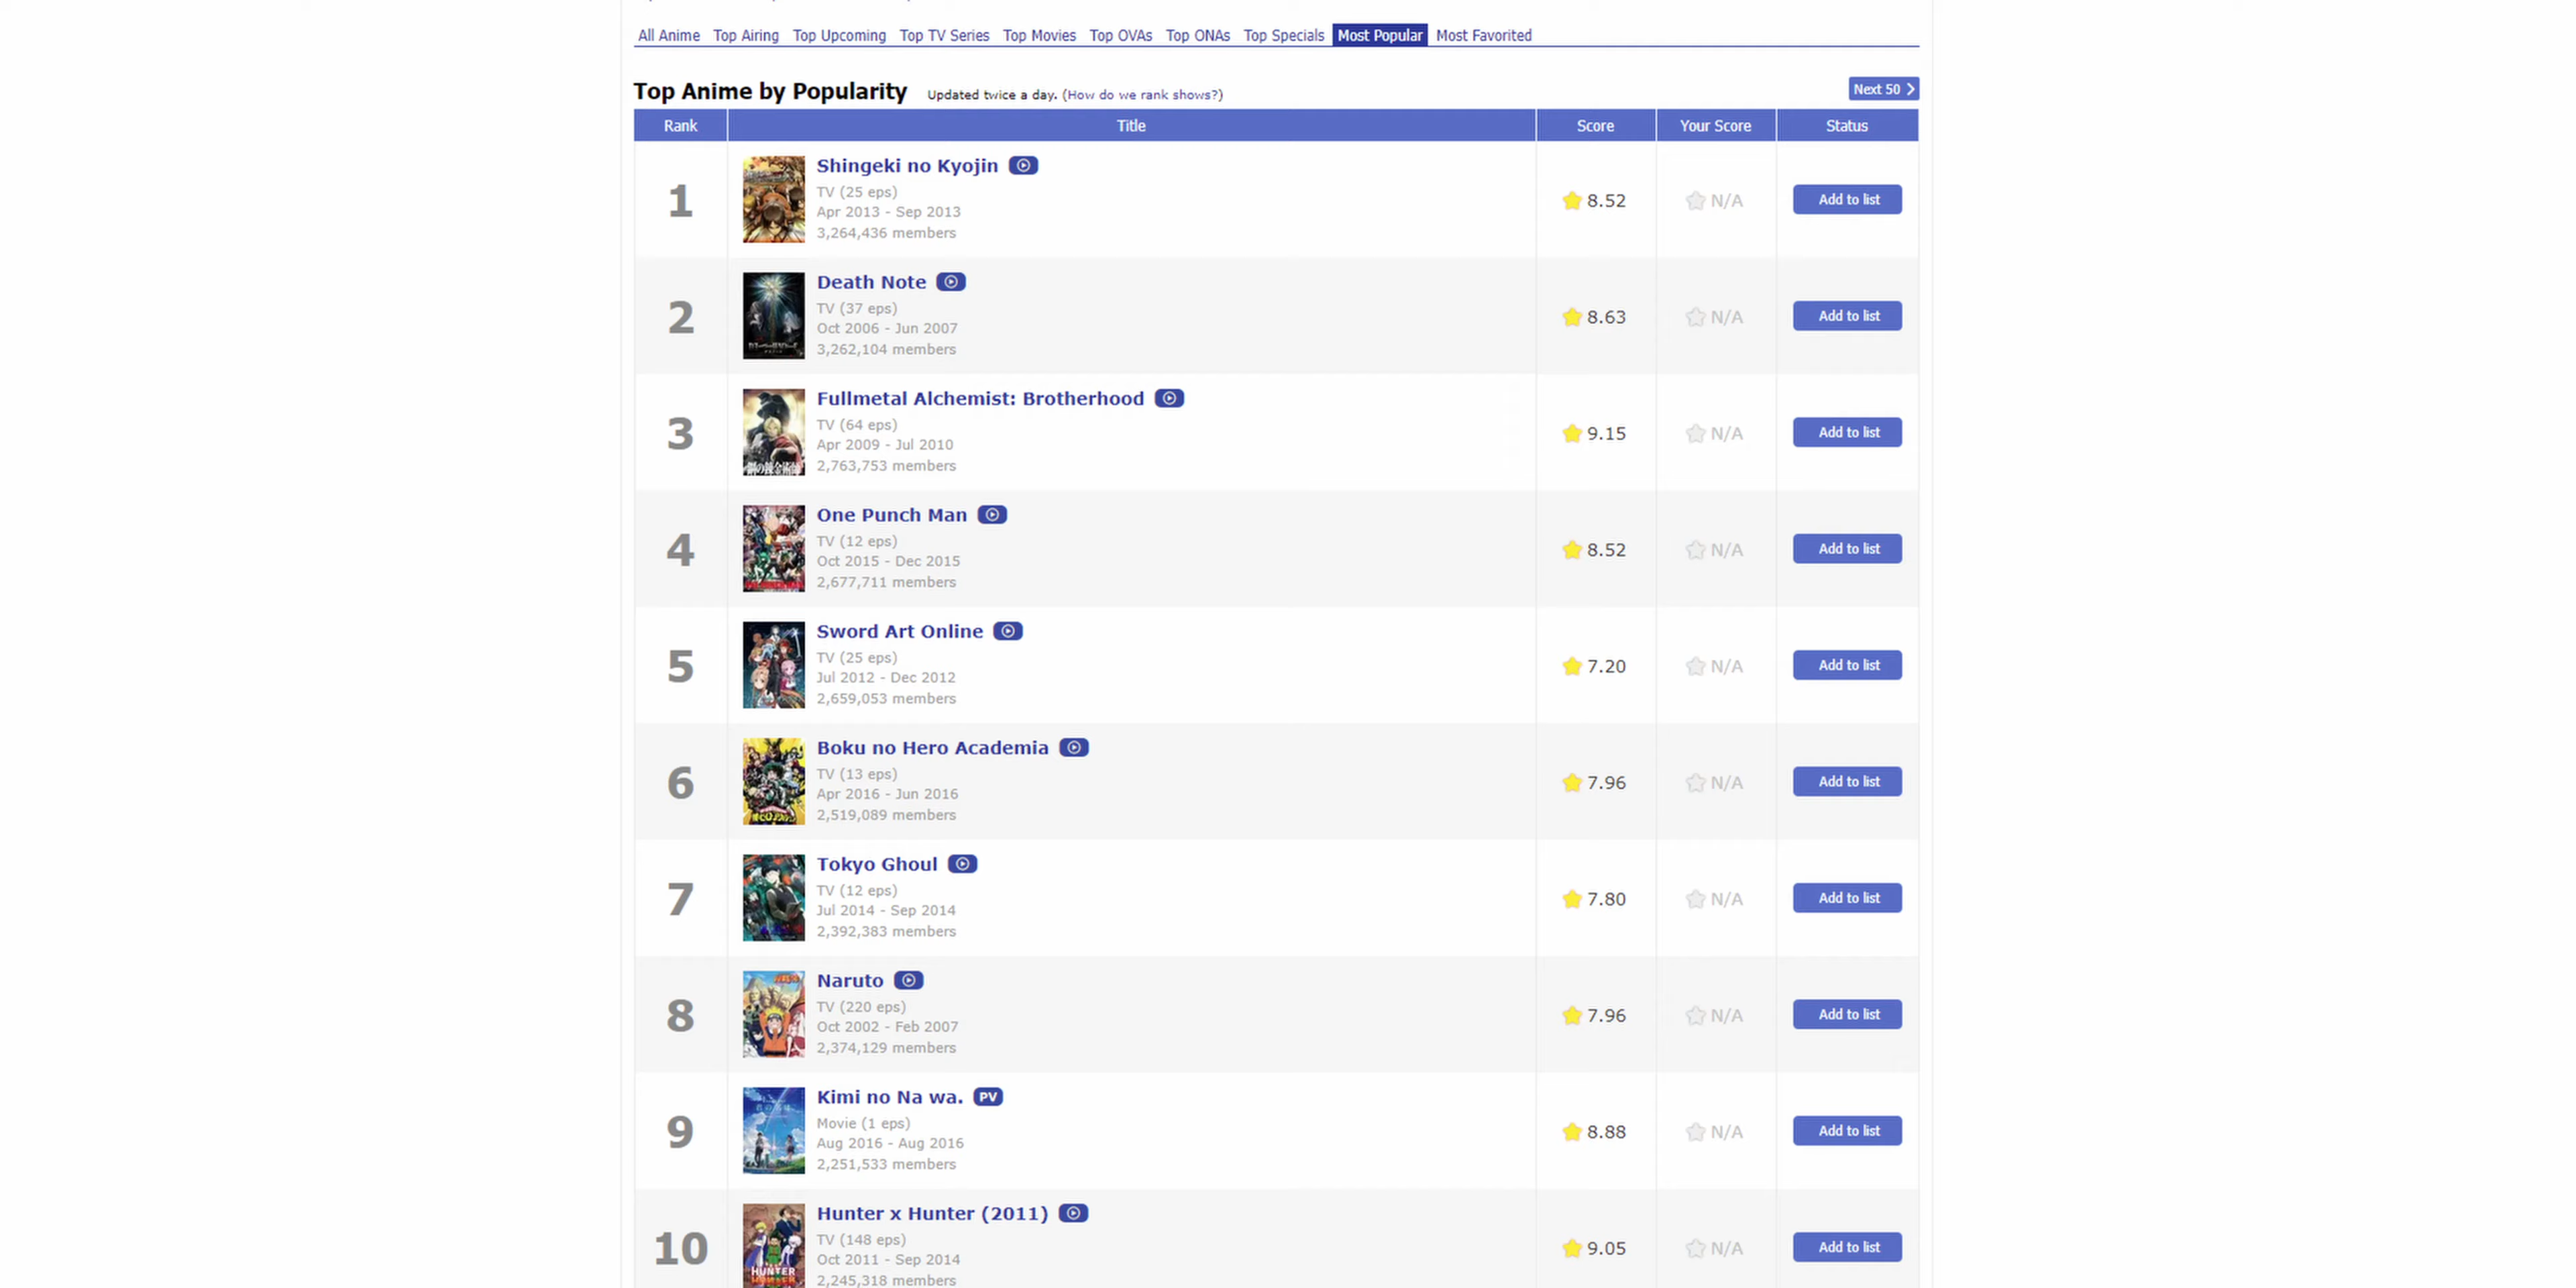 All Anime Top Airing Top Upcoming Top TV Series Top Movies Top OVAs Top ONAs Top Specials Most Popular Most Favorited
Top Anime by Popularity Updated twice a day. (How do we rank shows?) Next 50
Rank Title Score Your Score Status
1 Shingeki no Kyojin
TV (25 eps)
Apr 2013 - Sep 2013
3,264,436 members
8.52 N/A Add to list
2 Death Note
TV (37 eps)
Oct 2006 - Jun 2007
3,262,104 members
8.63 N/A Add to list
3 Fullmetal Alchemist: Brotherhood
TV (64 eps)
Apr 2009 - Jul 2010
2,763,753 members
9.15 N/A Add to list
4 One Punch Man
TV (12 eps)
Oct 2015 - Dec 2015
2,677,711 members
8.52 N/A Add to list
5 Sword Art Online
TV (25 eps)
Jul 2012 - Dec 2012
2,659,053 members
7.20 N/A Add to list
6 Boku no Hero Academia
TV (13 eps)
Apr 2016 - Jun 2016
2,519,089 members
7.96 N/A Add to list
7 Tokyo Ghoul
TV (12 eps)
Jul 2014 - Sep 2014
2,392,383 members
7.80 N/A Add to list
8 Naruto
TV (220 eps)
Oct 2002 - Feb 2007
2,374,129 members
7.96 N/A Add to list
9 Kimi no Na wa. PV
Movie (1 eps)
Aug 2016 - Aug 2016
2,251,533 members
8.88 N/A Add to list
10 Hunter x Hunter (2011)
TV (148 eps)
Oct 2011 - Sep 2014
2,245,318 members
9.05 N/A Add to list
HUNTER